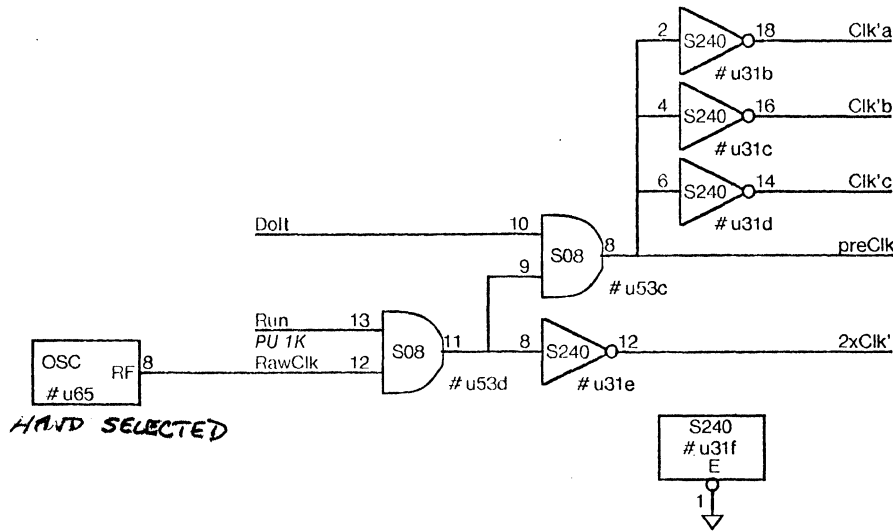 2 S240 18 Clk'a
# u31b
4 S240 16 Clk'b
# u31c
6 S240 14 Clk'c
# u31d
DoIt 10
S08 8 preClk
9
# u53c
Run 13
PU 1K
S08 11 8 S240 12 2xClk'
RawClk 12
# u53d # u31e
OSC
RF 8
# u65
HAND SELECTED
S240
# u31f
E
1